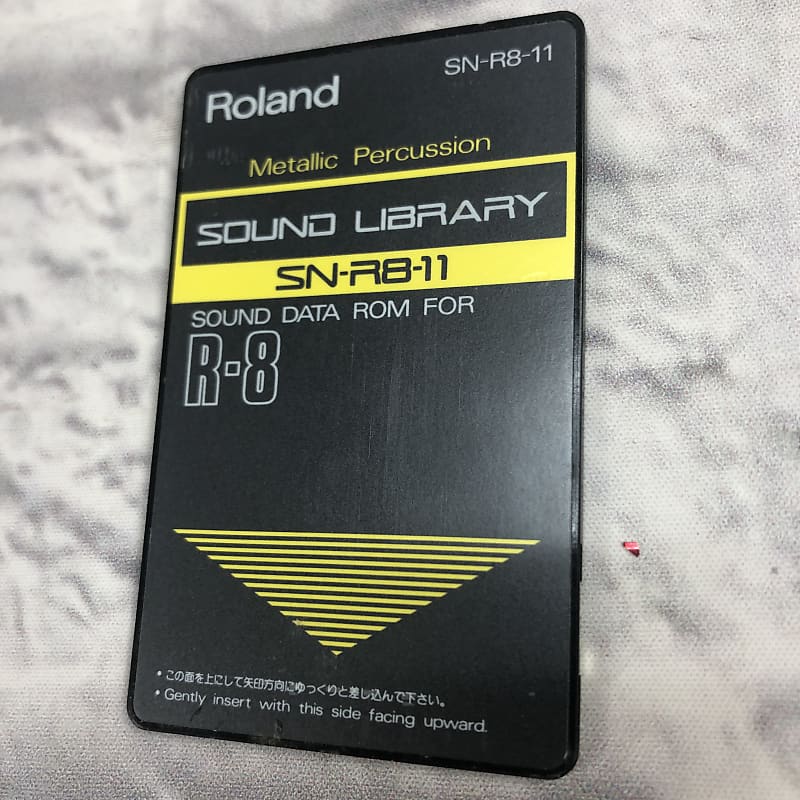 Roland
SN-R8-11
Metallic Percussion
SOUND LIBRARY
SN-R8-11
SOUND DATA ROM FOR
R-8
• この面を上にして矢印方向にゆっくりと差し込んで下さい。
• Gently insert with this side facing upward.